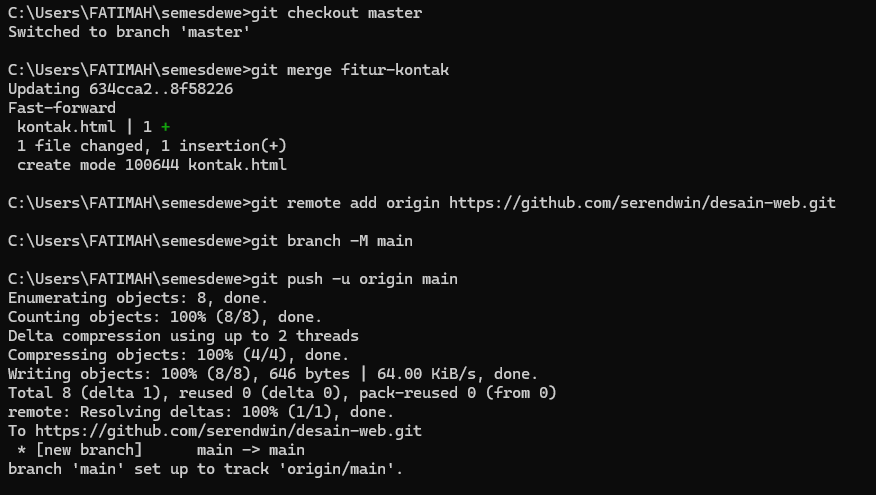 C:\Users\FATIMAH\semesdewe>git checkout master
Switched to branch 'master'
C:\Users\FATIMAH\semesdewe>git merge fitur-kontak
Updating 634cca2..8f58226
Fast-forward
 kontak.html | 1 +
 1 file changed, 1 insertion(+)
 create mode 100644 kontak.html
C:\Users\FATIMAH\semesdewe>git remote add origin https://github.com/serendwin/desain-web.git
C:\Users\FATIMAH\semesdewe>git branch -M main
C:\Users\FATIMAH\semesdewe>git push -u origin main
Enumerating objects: 8, done.
Counting objects: 100% (8/8), done.
Delta compression using up to 2 threads
Compressing objects: 100% (4/4), done.
Writing objects: 100% (8/8), 646 bytes | 64.00 KiB/s, done.
Total 8 (delta 1), reused 0 (delta 0), pack-reused 0 (from 0)
remote: Resolving deltas: 100% (1/1), done.
To https://github.com/serendwin/desain-web.git
 * [new branch]      main -> main
branch 'main' set up to track 'origin/main'.